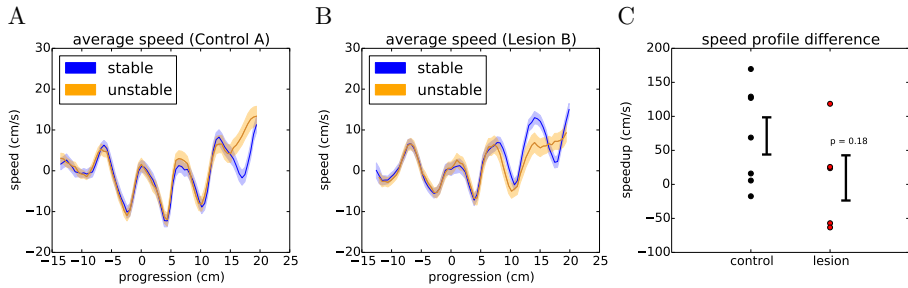 A
average speed (Control A)
stable
unstable
speed (cm/s)
30
20
10
0
−10
−20
−15 −10 −5 0 5 10 15 20 25
progression (cm)
B
average speed (Lesion B)
stable
unstable
speed (cm/s)
30
20
10
0
−10
−20
−15 −10 −5 0 5 10 15 20 25
progression (cm)
C
speed profile difference
speedup (cm/s)
200
150
100
50
0
−50
−100
p = 0.18
control lesion